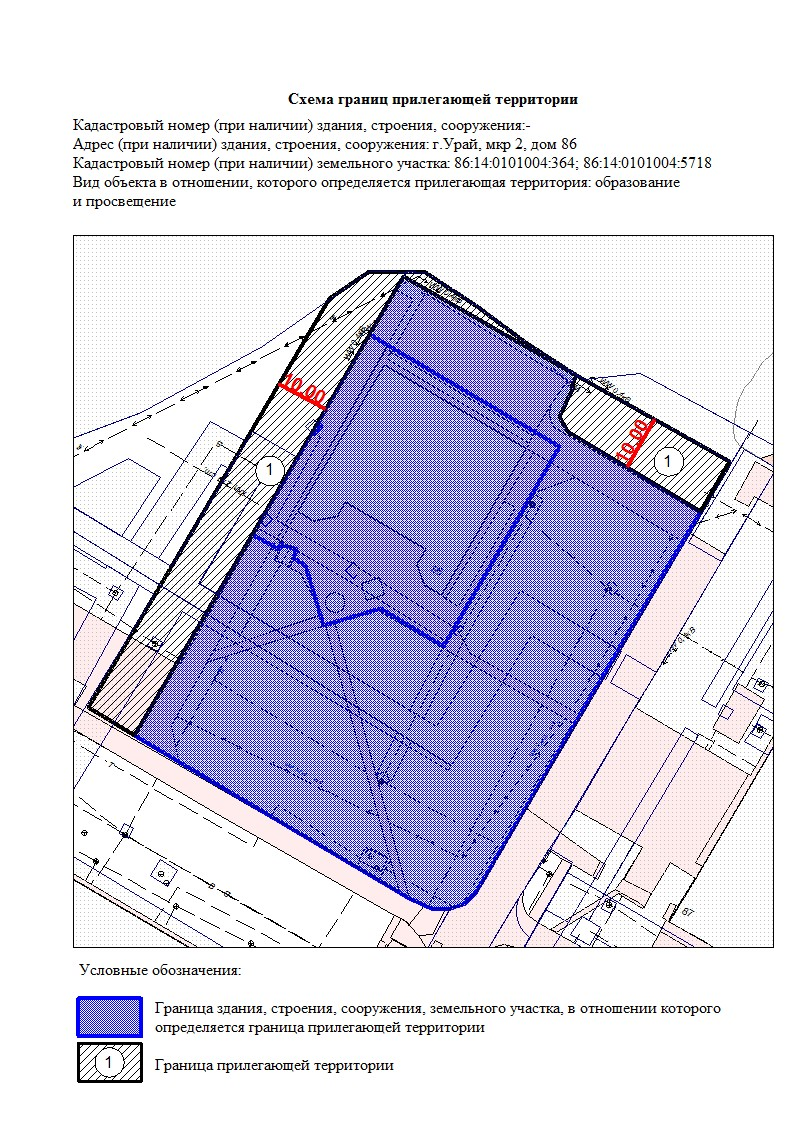 Схема границ прилегающей территории
Кадастровый номер (при наличии) здания, строения, сооружения:-
Адрес (при наличии) здания, строения, сооружения: г.Урай, мкр 2, дом 86
Кадастровый номер (при наличии) земельного участка: 86:14:0101004:364; 86:14:0101004:5718
Вид объекта в отношении, которого определяется прилегающая территория: образование
и просвещение
10.00
10.00
1
1
67
Условные обозначения:
Граница здания, строения, сооружения, земельного участка, в отношении которого
определяется граница прилегающей территории
1
Граница прилегающей территории